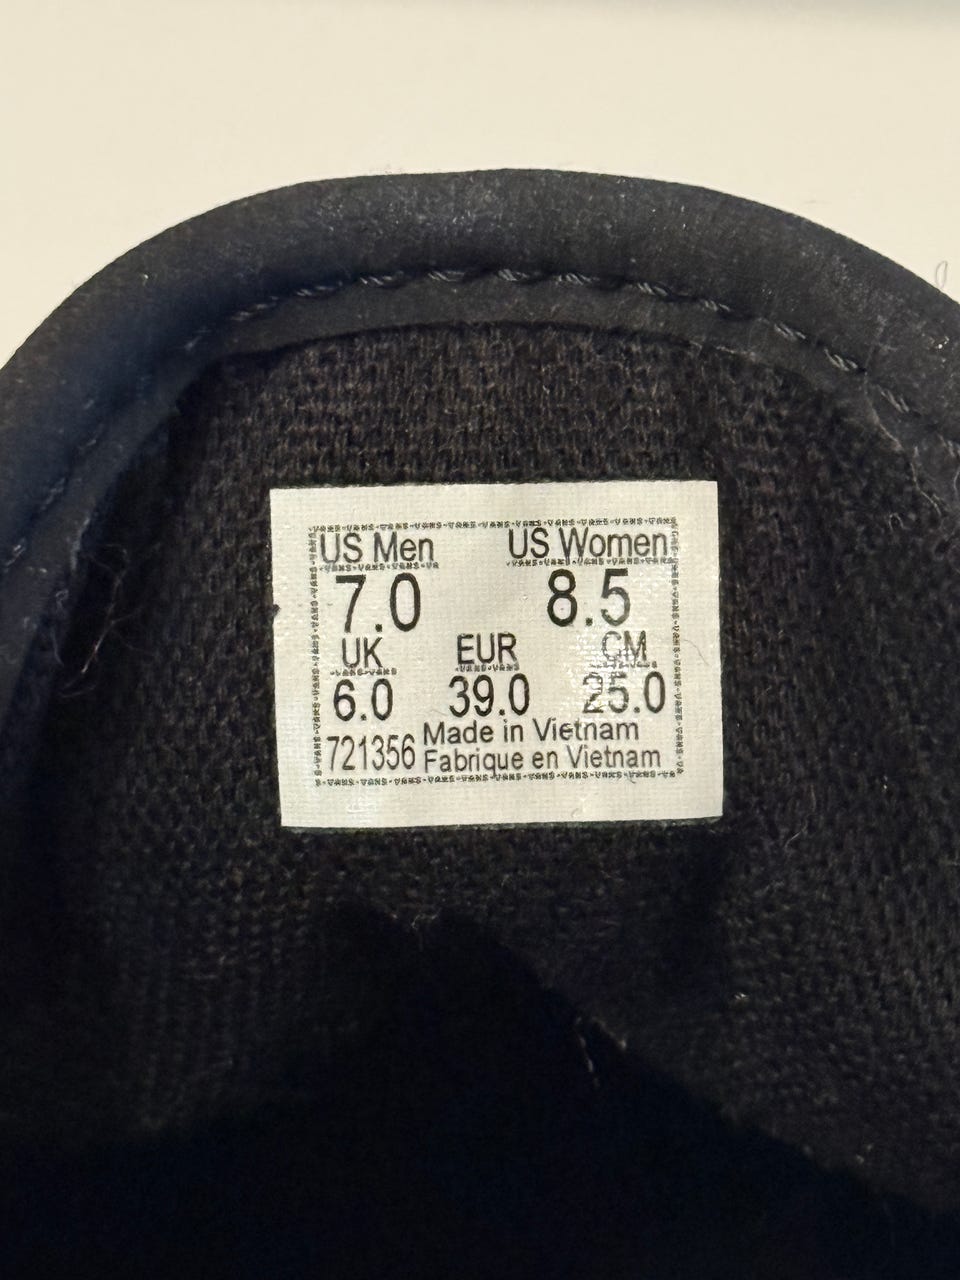 US Men US Women
7.0 8.5
UK EUR CM
6.0 39.0 25.0
721356 Made in Vietnam
Fabrique en Vietnam